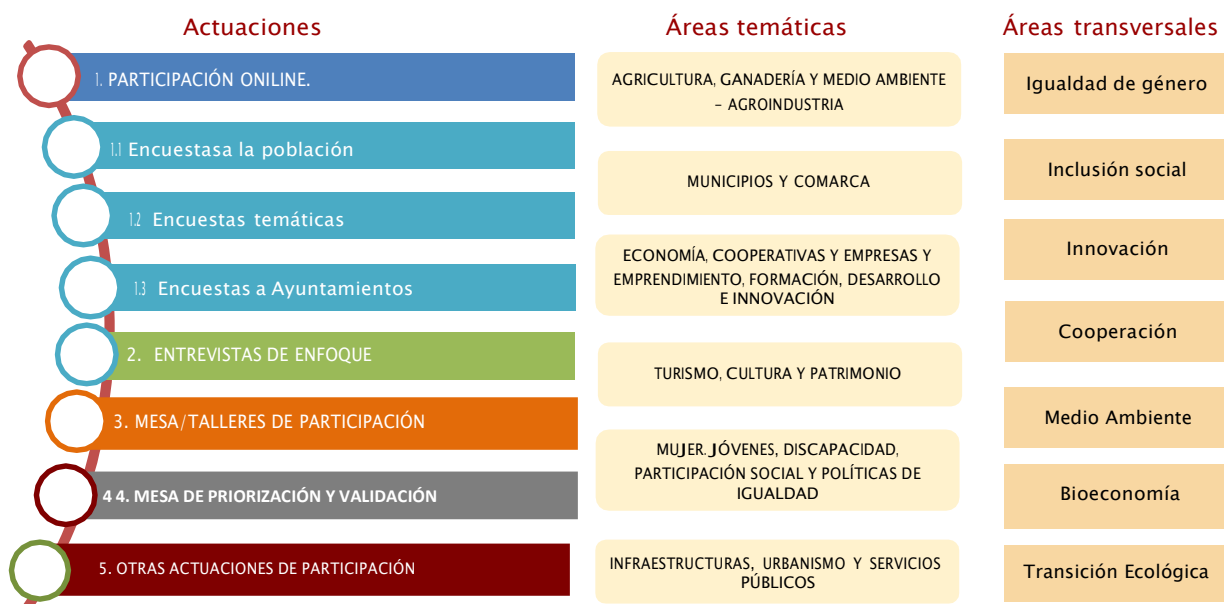 Actuaciones
1. PARTICIPACIÓN ONILINE.
1.1 Encuestasa la población
1.2 Encuestas temáticas
1.3 Encuestas a Ayuntamientos
2. ENTREVISTAS DE ENFOQUE
3. MESA/TALLERES DE PARTICIPACIÓN
4 4. MESA DE PRIORIZACIÓN Y VALIDACIÓN
5. OTRAS ACTUACIONES DE PARTICIPACIÓN
Áreas temáticas
AGRICULTURA, GANADERÍA Y MEDIO AMBIENTE
– AGROINDUSTRIA
MUNICIPIOS Y COMARCA
ECONOMÍA, COOPERATIVAS Y EMPRESAS Y
EMPRENDIMIENTO, FORMACIÓN, DESARROLLO
E INNOVACIÓN
TURISMO, CULTURA Y PATRIMONIO
MUJER. JÓVENES, DISCAPACIDAD,
PARTICIPACIÓN SOCIAL Y POLÍTICAS DE
IGUALDAD
INFRAESTRUCTURAS, URBANISMO Y SERVICIOS
PÚBLICOS
Áreas transversales
Igualdad de género
Inclusión social
Innovación
Cooperación
Medio Ambiente
Bioeconomía
Transición Ecológica